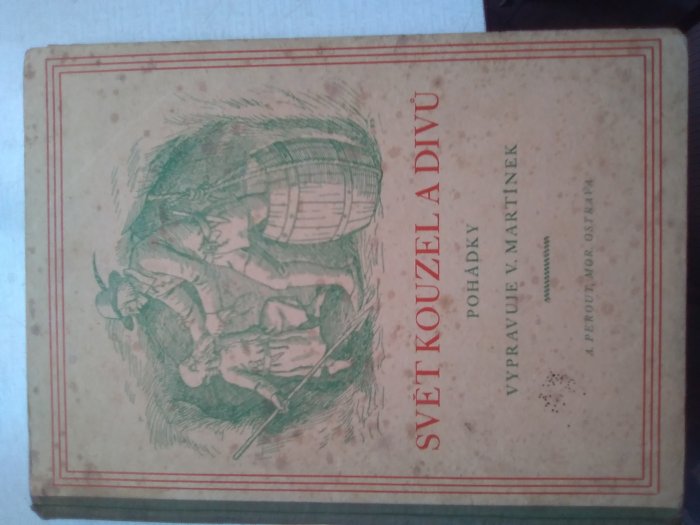 SVĚT KOUZEL A DIVŮ
POHÁDKY
VYPRAVUJE V. MARTÍNEK
A. PEROUT, MOR. OSTRAVA